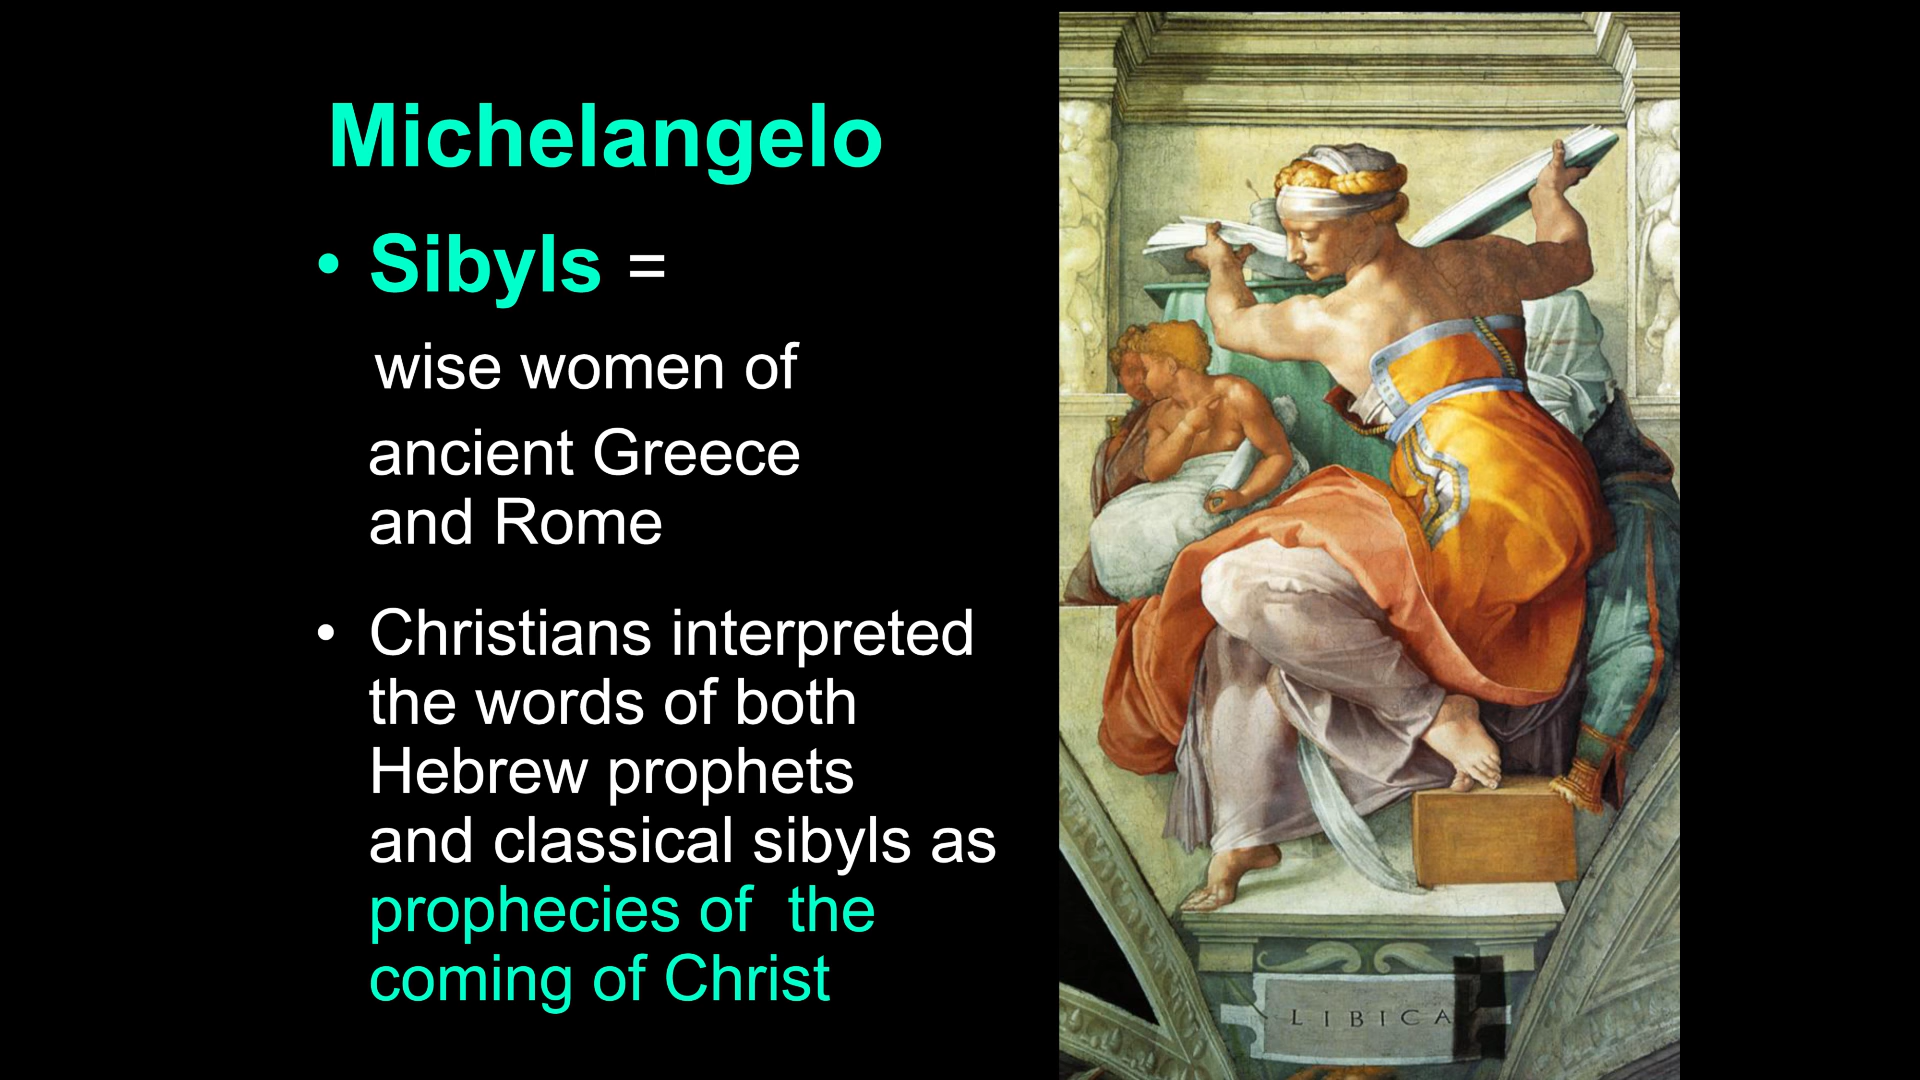 Michelangelo
• Sibyls =
wise women of
ancient Greece
and Rome
• Christians interpreted
the words of both
Hebrew prophets
and classical sibyls as
prophecies of  the
coming of Christ
LIBICA